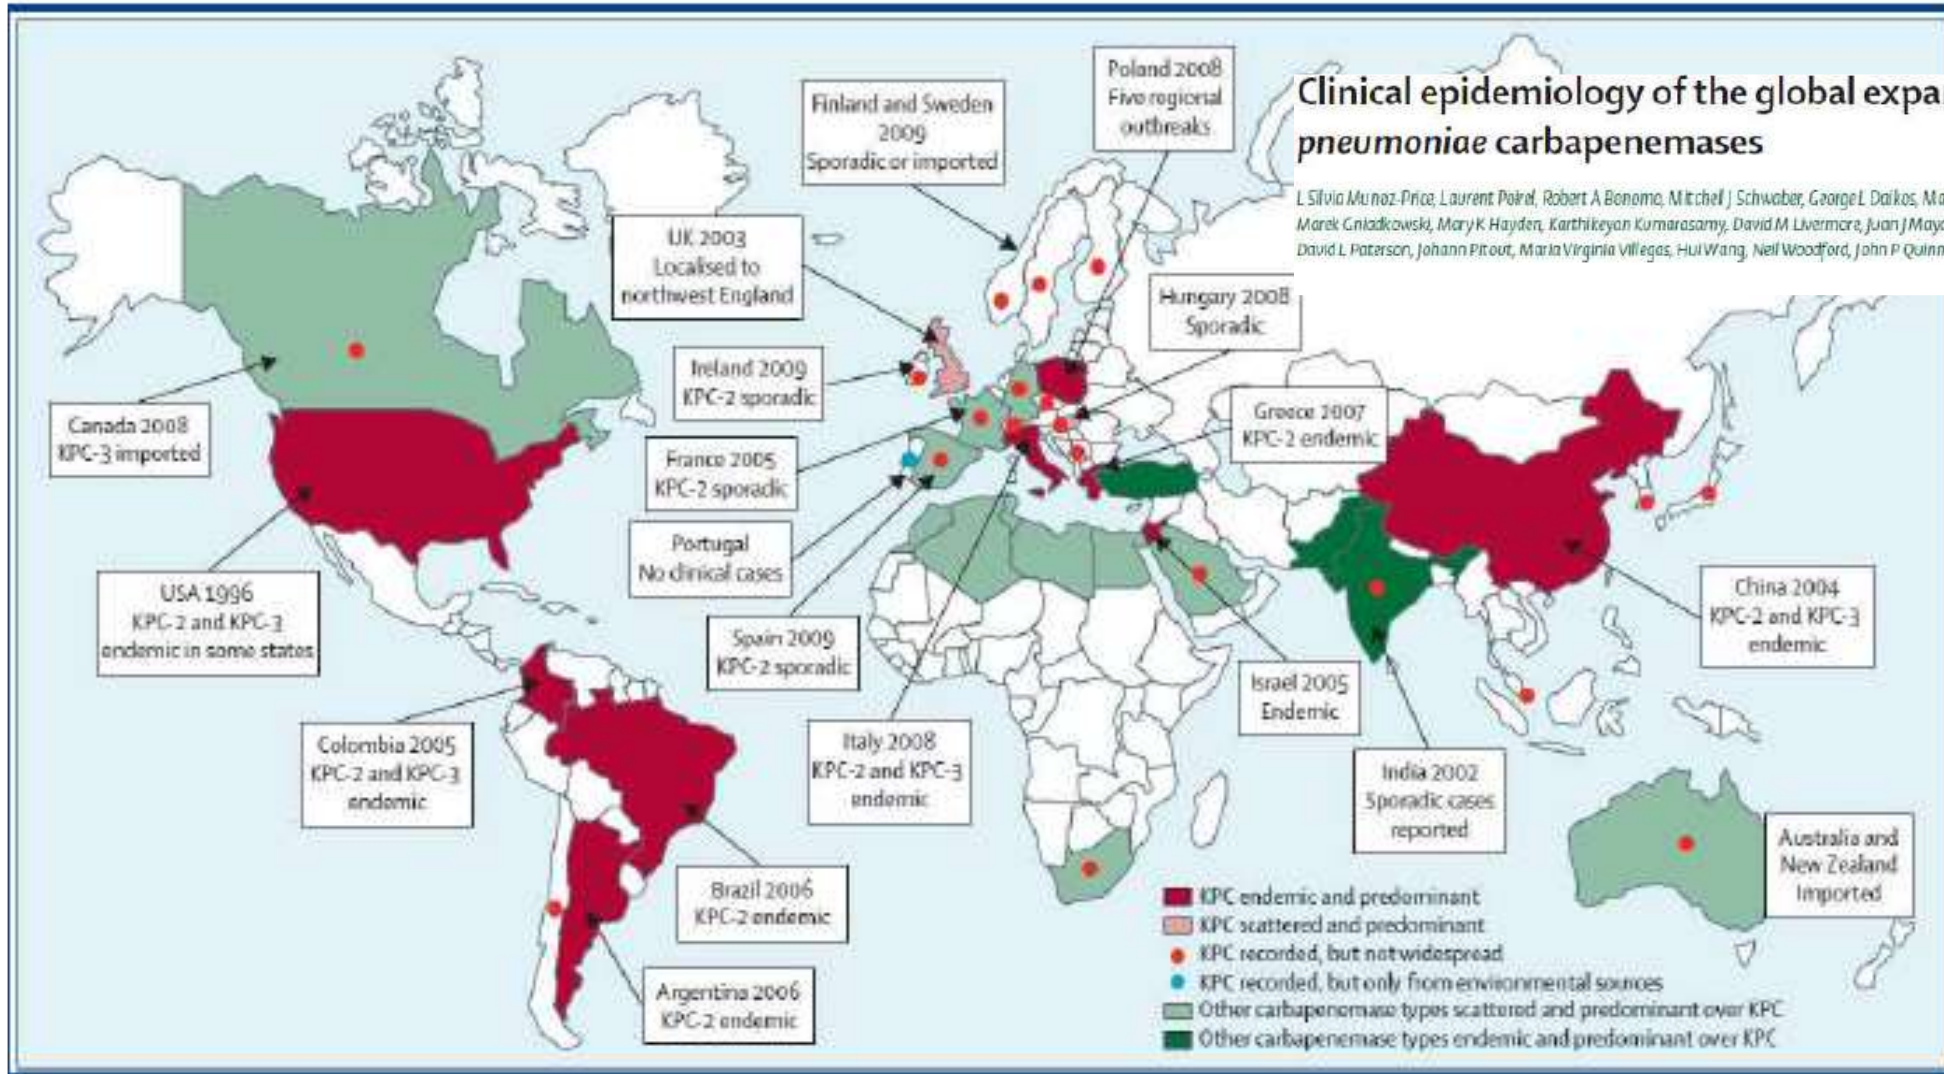 Clinical epidemiology of the global expa
pneumoniae carbapenemases
L Silvia Munoz-Price, Laurent Poirel, Robert A Bonomo, Mitchell J Schwaber, George L Daikos, Ma
Marek Gniadkowski, Mary K Hayden, Karthikeyan Kumarasamy, David M Livermore, Juan J Mayo
David L Paterson, Johann Pitout, Maria Virginia Villegas, Hui Wang, Neil Woodford, John P Quinn
Poland 2008
Five regional
outbreaks
Finland and Sweden
2009
Sporadic or imported
UK 2003
Localised to
northwest England
Hungary 2008
Sporadic
Ireland 2009
KPC-2 sporadic
Greece 2007
KPC-2 endemic
Canada 2008
KPC-3 imported
France 2005
KPC-2 sporadic
Portugal
No clinical cases
USA 1996
KPC-2 and KPC-3
endemic in some states
Spain 2009
KPC-2 sporadic
China 2004
KPC-2 and KPC-3
endemic
Israel 2005
Endemic
Colombia 2005
KPC-2 and KPC-3
endemic
Italy 2008
KPC-2 and KPC-3
endemic
India 2002
Sporadic cases
reported
Australia and
New Zealand
Imported
Brazil 2006
KPC-2 endemic
Argentina 2006
KPC-2 endemic
KPC endemic and predominant
KPC scattered and predominant
KPC recorded, but not widespread
KPC recorded, but only from environmental sources
Other carbapenemase types scattered and predominant over KPC
Other carbapenemase types endemic and predominant over KPC